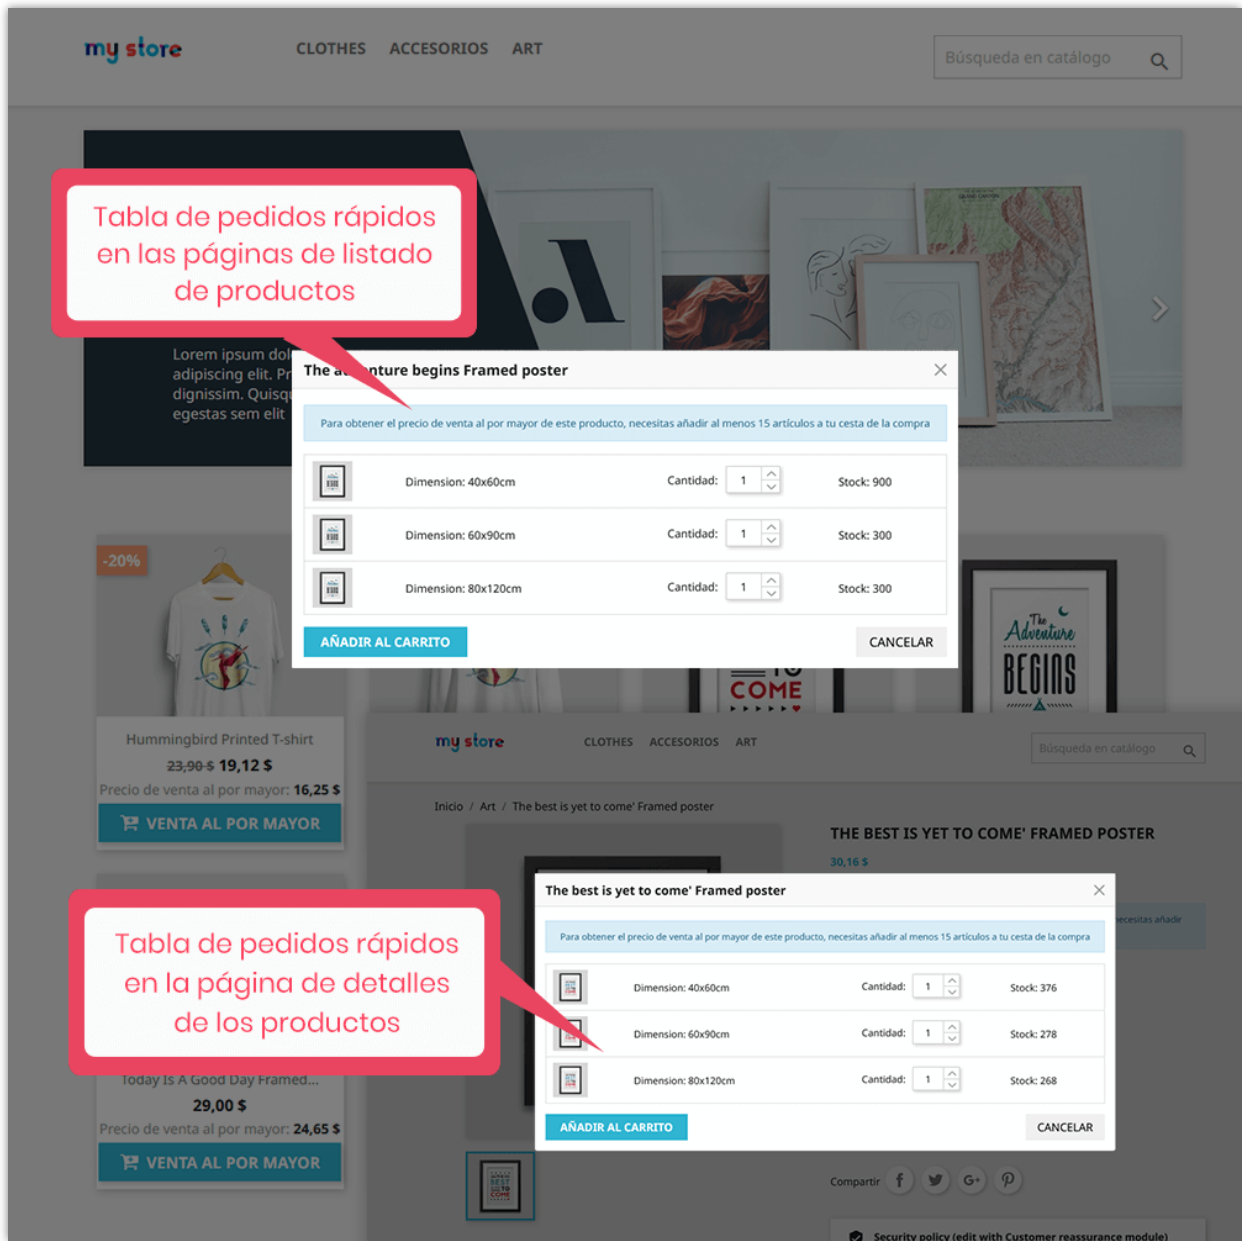 my store
CLOTHES ACCESORIOS ART
Búsqueda en catálogo
Tabla de pedidos rápidos
en las páginas de listado
de productos
Lorem ipsum dol
adipiscing elit. Pr
dignissim. Quisq
egestas sem elit
The adventure begins Framed poster
Para obtener el precio de venta al por mayor de este producto, necesitas añadir al menos 15 artículos a tu cesta de la compra
Dimension: 40x60cm Cantidad: 1 Stock: 900
Dimension: 60x90cm Cantidad: 1 Stock: 300
Dimension: 80x120cm Cantidad: 1 Stock: 300
AÑADIR AL CARRITO CANCELAR
-20%
TO
COME
The
Adventure
BEGINS
Hummingbird Printed T-shirt
23,90 $ 19,12 $
Precio de venta al por mayor: 16,25 $
VENTA AL POR MAYOR
my store
CLOTHES ACCESORIOS ART
Búsqueda en catálogo
Inicio / Art / The best is yet to come' Framed poster
THE BEST IS YET TO COME' FRAMED POSTER
30,16 $
necesitas añadir
Tabla de pedidos rápidos
en la página de detalles
de los productos
The best is yet to come' Framed poster
Para obtener el precio de venta al por mayor de este producto, necesitas añadir al menos 15 artículos a tu cesta de la compra
Dimension: 40x60cm Cantidad: 1 Stock: 376
Dimension: 60x90cm Cantidad: 1 Stock: 278
Dimension: 80x120cm Cantidad: 1 Stock: 268
AÑADIR AL CARRITO CANCELAR
Today Is A Good Day Framed...
29,00 $
Precio de venta al por mayor: 24,65 $
VENTA AL POR MAYOR
BEST
TO
COME
Compartir
Security policy (edit with Customer reassurance module)